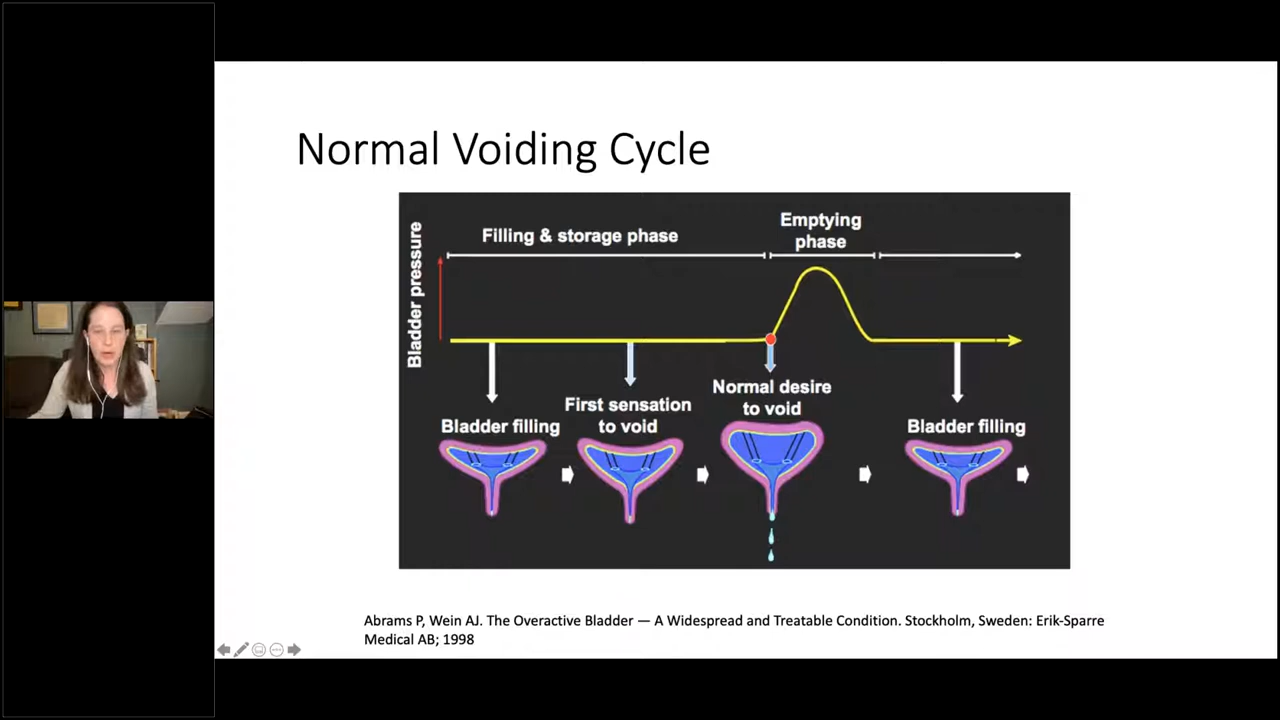 Normal Voiding Cycle
Bladder pressure
Filling & storage phase
Emptying
phase
Bladder filling
First sensation
to void
Normal desire
to void
Bladder filling
Abrams P, Wein AJ. The Overactive Bladder — A Widespread and Treatable Condition. Stockholm, Sweden: Erik-Sparre
Medical AB; 1998